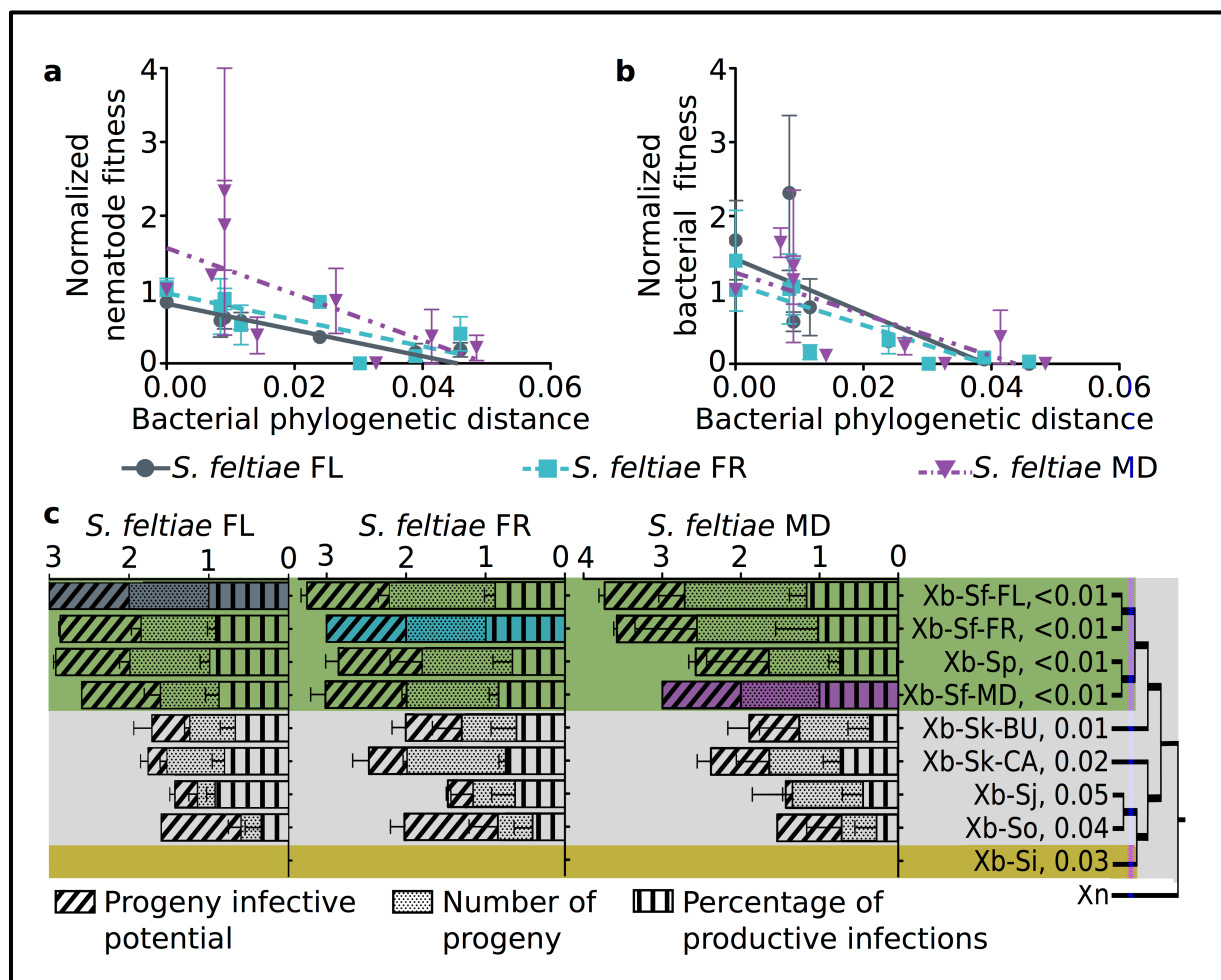 a
b
Normalized
nematode fitness
4
3
2
1
0
0.00
0.02
0.04
0.06
Bacterial phylogenetic distance
Normalized
bacterial fitness
4
3
2
1
0
0.00
0.02
0.04
0.06
Bacterial phylogenetic distance
S. feltiae FL
S. feltiae FR
S. feltiae MD
c
S. feltiae FL
S. feltiae FR
S. feltiae MD
3 2 1 0
3 2 1 0
4 3 2 1 0
Xb-Sf-FL,<0.01
Xb-Sf-FR, <0.01
Xb-Sp, <0.01
Xb-Sf-MD, <0.01
Xb-Sk-BU, 0.01
Xb-Sk-CA, 0.02
Xb-Sj, 0.05
Xb-So, 0.04
Xb-Si, 0.03
Xn
Progeny infective
potential
Number of
progeny
Percentage of
productive infections